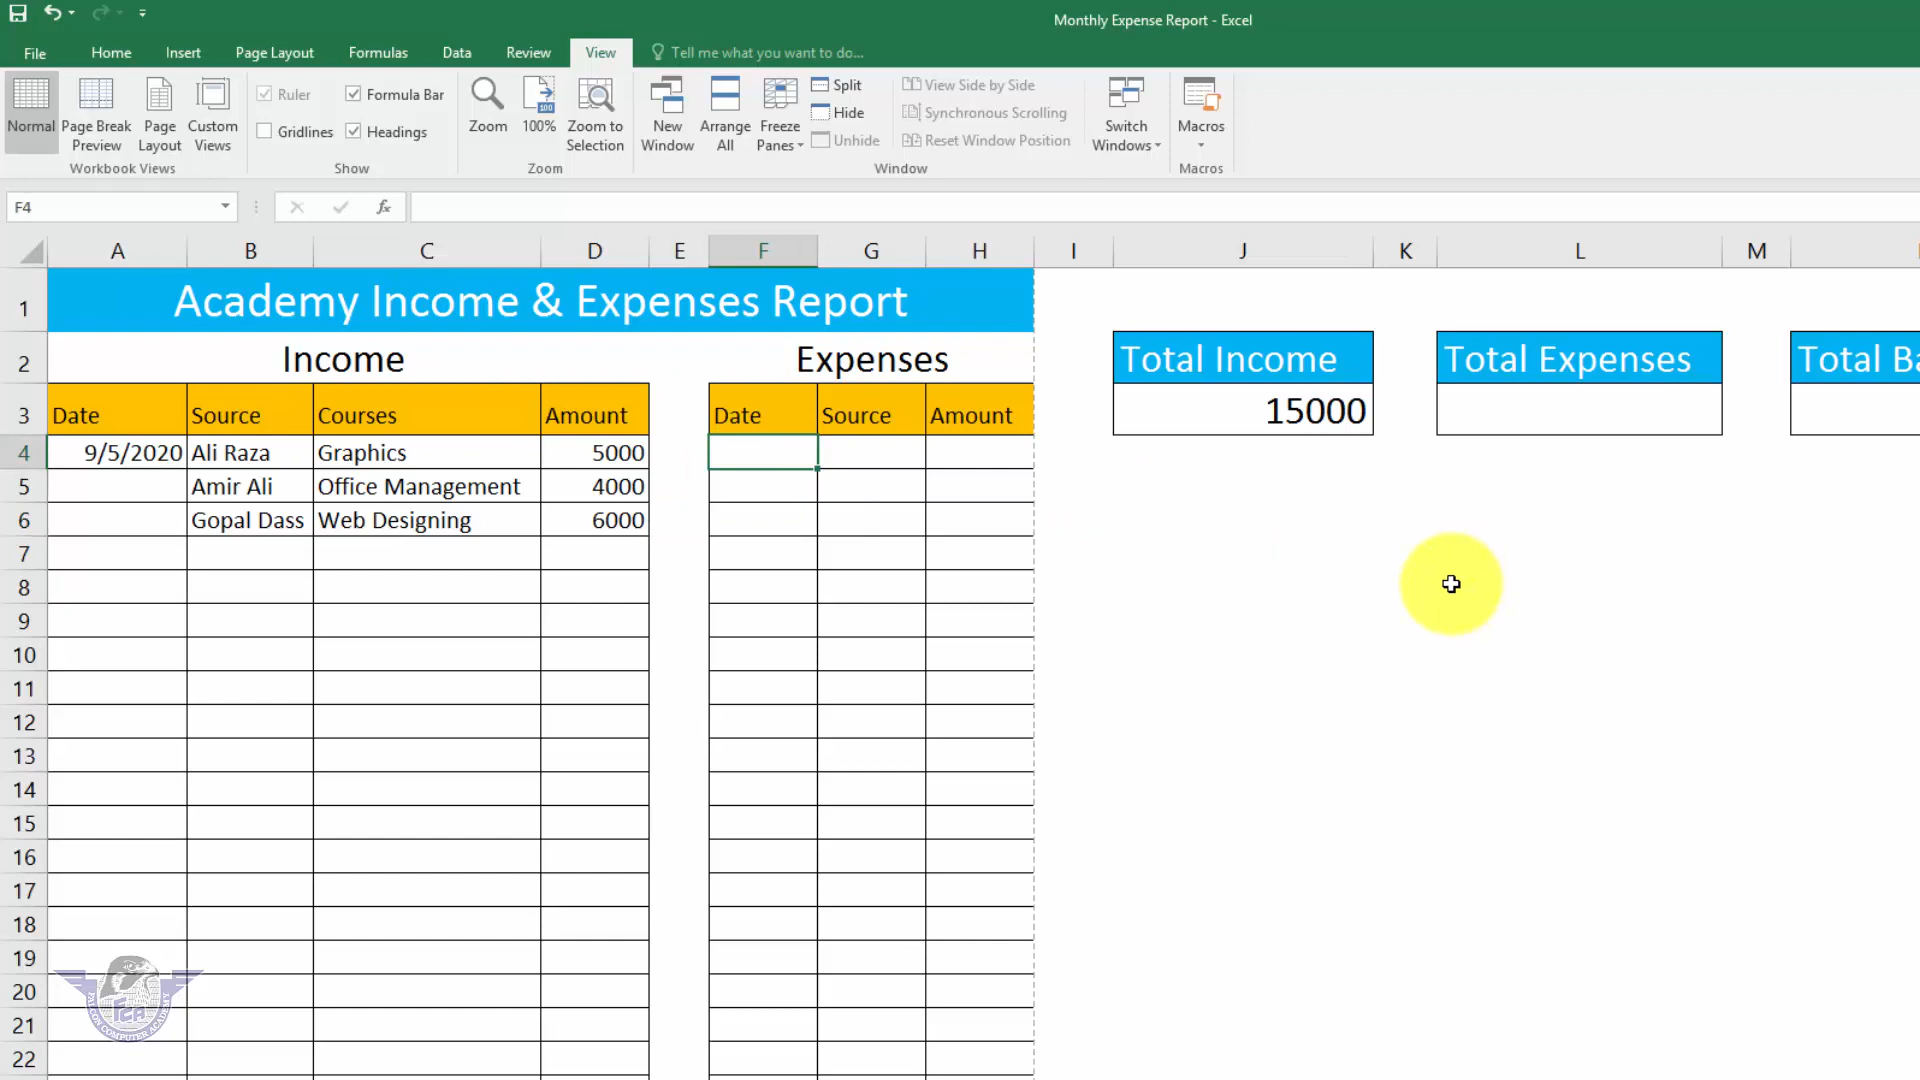 Monthly Expense Report - Excel
File Home Insert Page Layout Formulas Data Review View Tell me what you want to do...
Normal Page Break Preview Page Layout Custom Views
Workbook Views
Ruler Formula Bar
Gridlines Headings
Show
Zoom 100% Zoom to Selection
Zoom
New Window Arrange All Freeze Panes
Split
Hide
Unhide
View Side by Side
Synchronous Scrolling
Reset Window Position
Window
Switch Windows
Macros
Macros
F4 fx
A B C D E F G H I J K L M
1 Academy Income & Expenses Report
2 Income Expenses Total Income Total Expenses Total Ba
3 Date Source Courses Amount Date Source Amount 15000
4 9/5/2020 Ali Raza Graphics 5000
5 Amir Ali Office Management 4000
6 Gopal Dass Web Designing 6000
7
8
9
10
11
12
13
14
15
16
17
18
19
20
21
22
FALCON COMPUTER ACADEMY
FCA